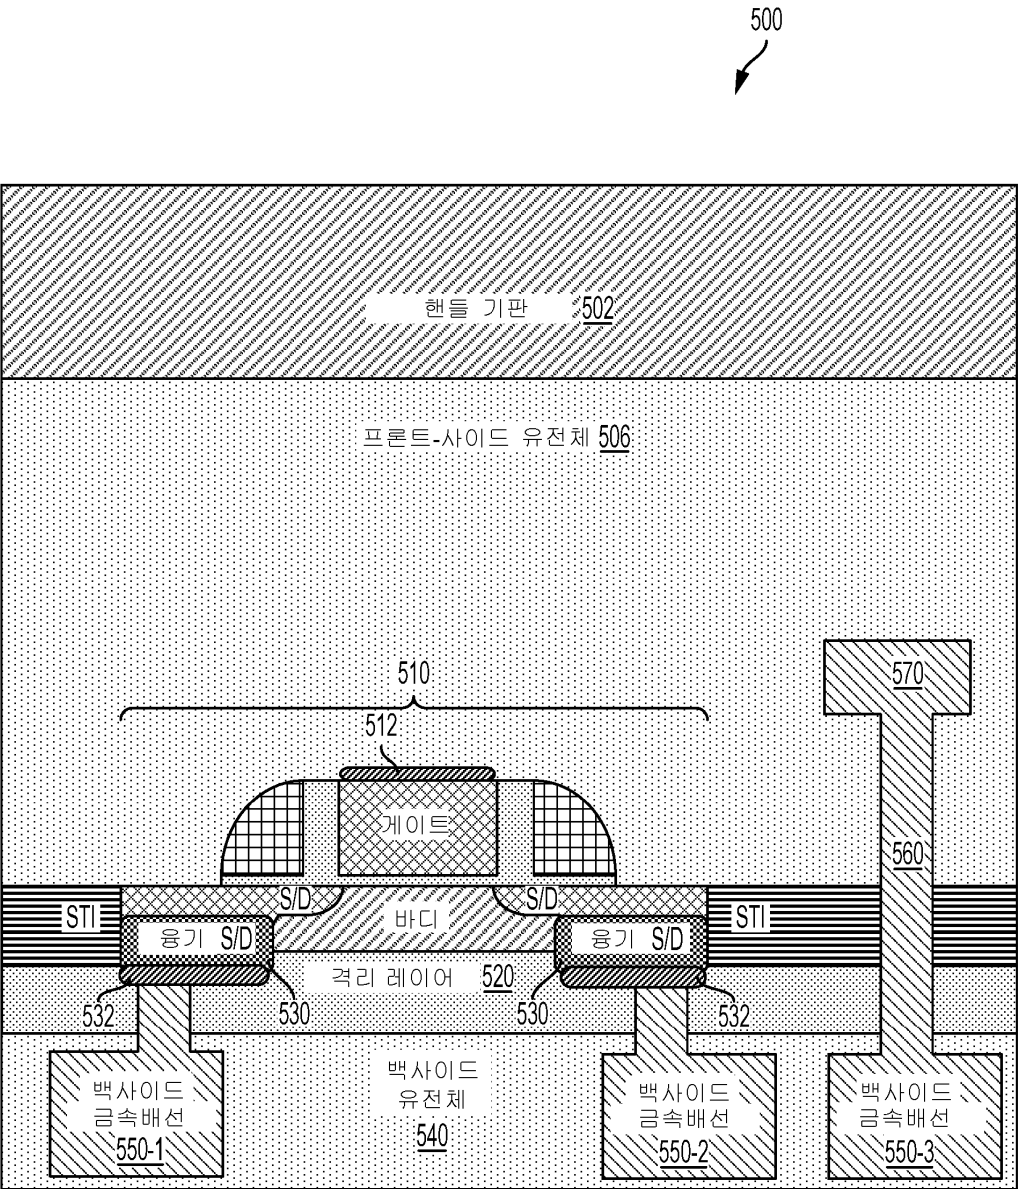 500
핸들 기판 502
프론트-사이드 유전체 506
510
512
570
게이트
560
S/D
S/D
STI
바디
STI
융기 S/D
융기 S/D
격리 레이어 520
532
530
530
532
백사이드
유전체
540
백사이드
금속배선
550-1
백사이드
금속배선
550-2
백사이드
금속배선
550-3